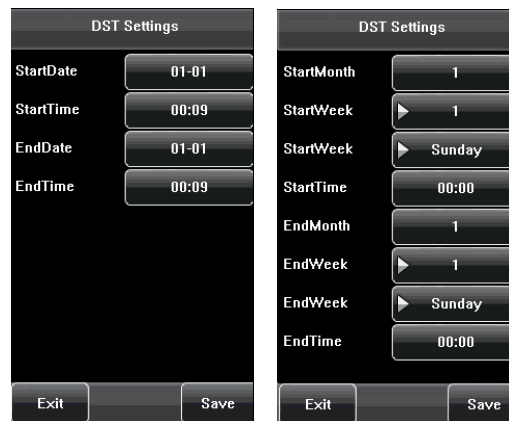 DST Settings
StartDate 01-01
StartTime 00:09
EndDate 01-01
EndTime 00:09
Exit Save
DST Settings
StartMonth 1
StartWeek 1
StartWeek Sunday
StartTime 00:00
EndMonth 1
EndWeek 1
EndWeek Sunday
EndTime 00:00
Exit Save